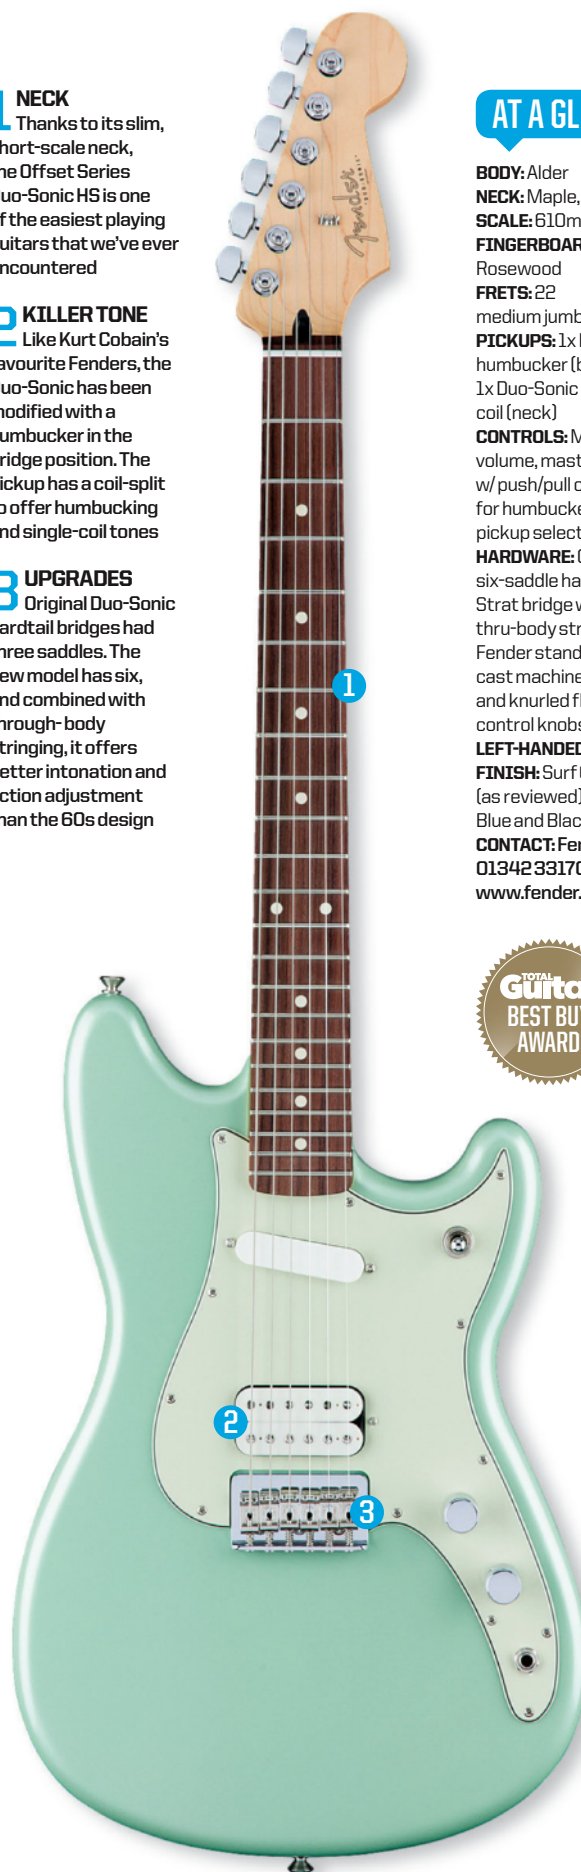 1 NECK
Thanks to its slim,
hort-scale neck,
he Offset Series
uo-Sonic HS is one
f the easiest playing
uitars that we've ever
ncountered
2 KILLER TONE
Like Kurt Cobain's
avourite Fenders, the
uo-Sonic has been
nodified with a
umbucker in the
ridge position. The
ickup has a coil-split
o offer humbucking
nd single-coil tones
3 UPGRADES
Original Duo-Sonic
ardtail bridges had
hree saddles. The
ew model has six,
nd combined with
hrough- body
tringing, it offers
etter intonation and
ction adjustment
han the 60s design
Fender
1
2
3
AT A GL
BODY: Alder
NECK: Maple,
SCALE: 610m
FINGERBOAR
Rosewood
FRETS: 22
medium jumb
PICKUPS: 1x
humbucker (b
1x Duo-Sonic
coil (neck)
CONTROLS: M
volume, mast
w/ push/pull c
for humbucke
pickup select
HARDWARE:
six-saddle ha
Strat bridge w
thru-body str
Fender stand
cast machine
and knurled fl
control knobs
LEFT-HANDED
FINISH: Surf
(as reviewed)
Blue and Blac
CONTACT: Fen
01342 33170
www.fender.
TOTAL
Guita
BEST BUY
AWARD